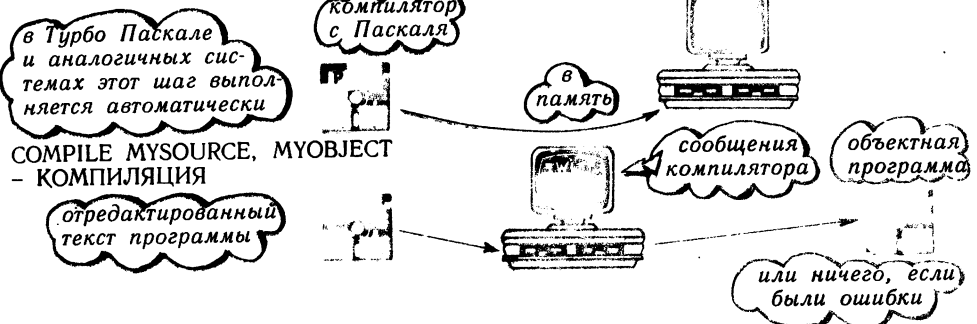 компилятор
с Паскаля
в Турбо Паскале
и аналогичных сис-
темах этот шаг выпол-
няется автоматически
в
память
COMPILE MYSOURCE, MYOBJECT
– КОМПИЛЯЦИЯ
сообщения
компилятора
объектная
программа
отредактированный
текст программы
или ничего, если
были ошибки